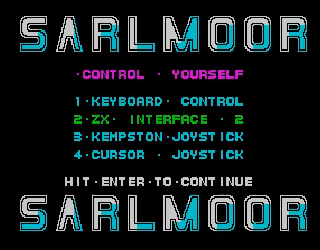 SARLMOOR
·CONTROL · YOURSELF
1·KEYBOARD· CONTROL
2·ZX· INTERFACE · 2
3·KEMPSTON·JOYSTICK
4·CURSOR · JOYSTICK
HIT·ENTER·TO·CONTINUE
SARLMOOR